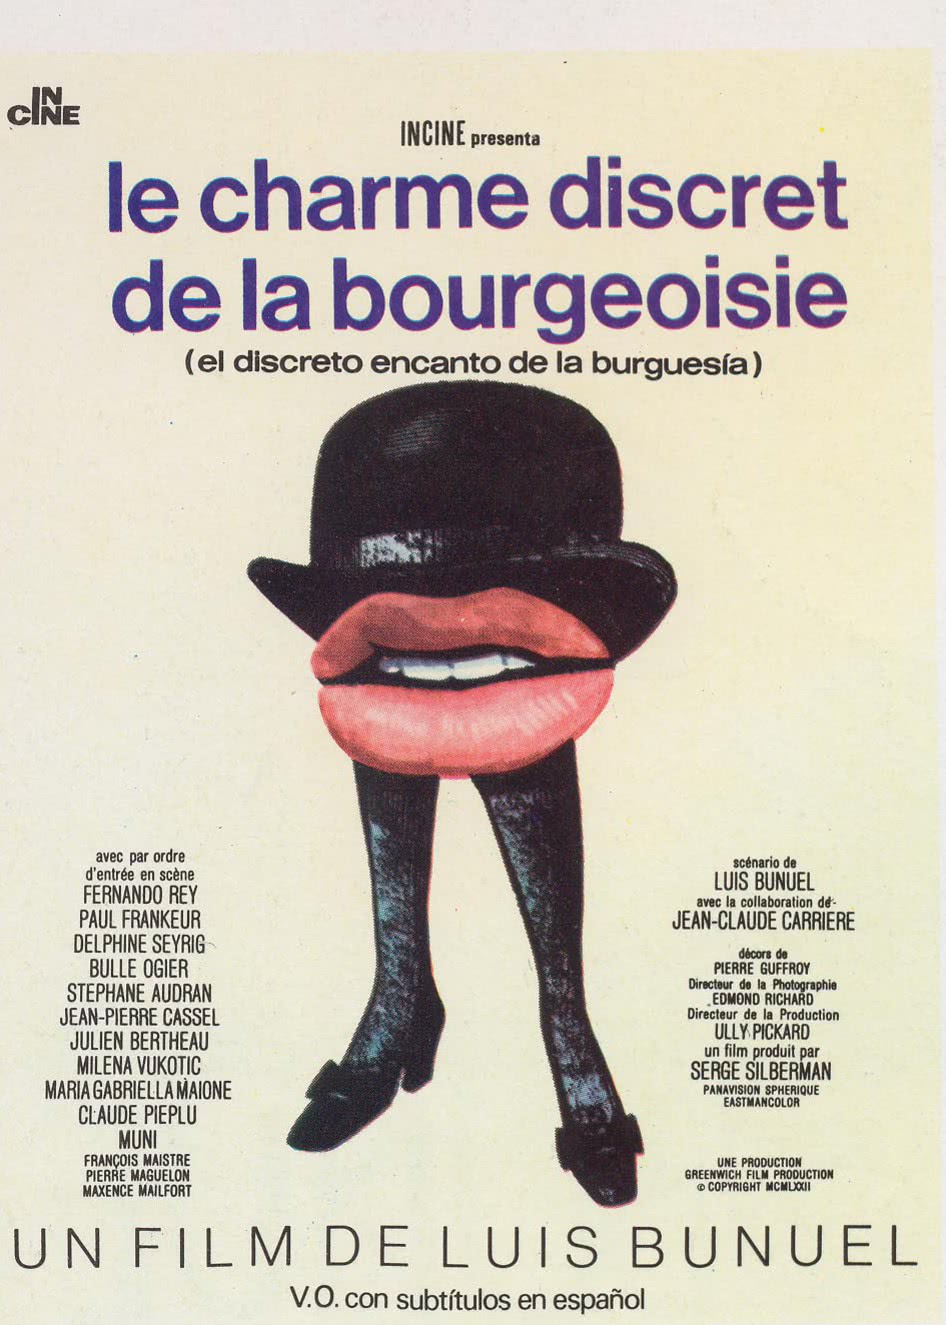 IN
CINE
INCINE presenta
le charme discret
de la bourgeoisie
(el discreto encanto de la burguesía)
avec par ordre
d'entrée en scène
FERNANDO REY
PAUL FRANKEUR
DELPHINE SEYRIG
BULLE OGIER
STEPHANE AUDRAN
JEAN-PIERRE CASSEL
JULIEN BERTHEAU
MILENA VUKOTIC
MARIA GABRIELLA MAIONE
CLAUDE PIEPLU
MUNI
FRANÇOIS MAISTRE
PIERRE MAGUELON
MAXENCE MAILFORT
scénario de
LUIS BUNUEL
avec la collaboration de
JEAN-CLAUDE CARRIERE
décors de
PIERRE GUFFROY
Directeur de la Photographie
EDMOND RICHARD
Directeur de la Production
ULLY PICKARD
un film produit par
SERGE SILBERMAN
PANAVISION SPHERIQUE
EASTMANCOLOR
UNE PRODUCTION
GREENWICH FILM PRODUCTION
© COPYRIGHT MCMLXXII
UN FILM DE LUIS BUNUEL
V.O. con subtítulos en español